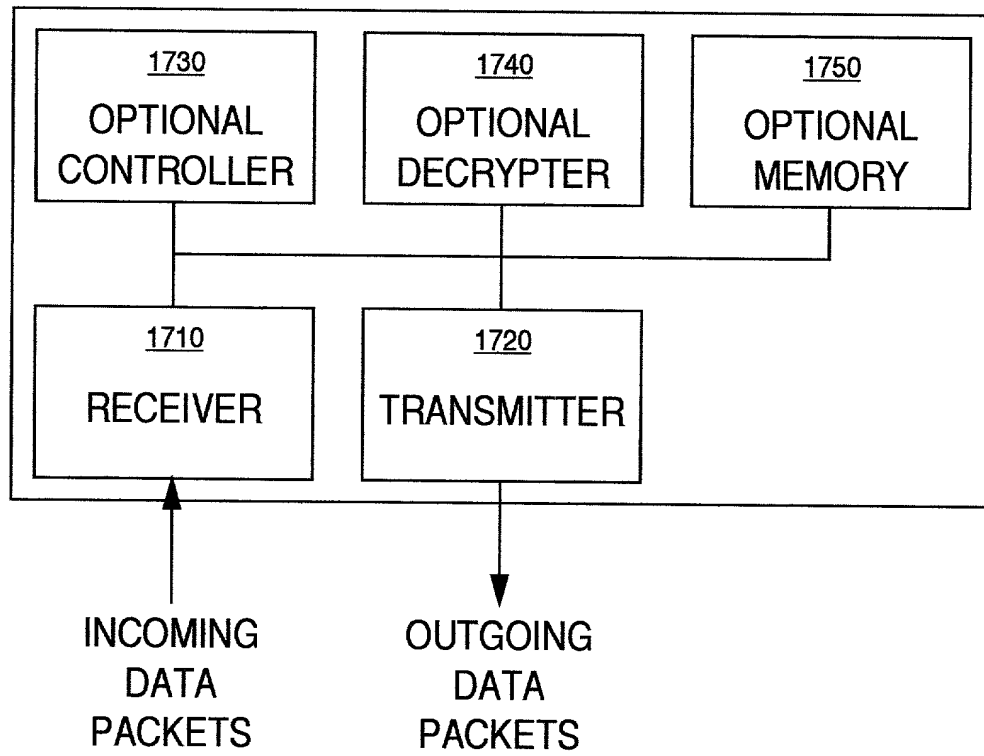 1730
OPTIONAL
CONTROLLER
1740
OPTIONAL
DECRYPTER
1750
OPTIONAL
MEMORY
1710
RECEIVER
1720
TRANSMITTER
INCOMING
DATA
PACKETS
OUTGOING
DATA
PACKETS